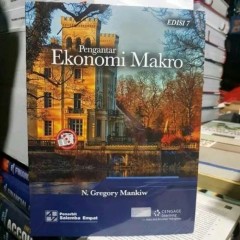 EDISI 7
Pengantar
Ekonomi Makro
N. Gregory Mankiw
Penerbit
Salemba Empat
CENGAGE
Learning